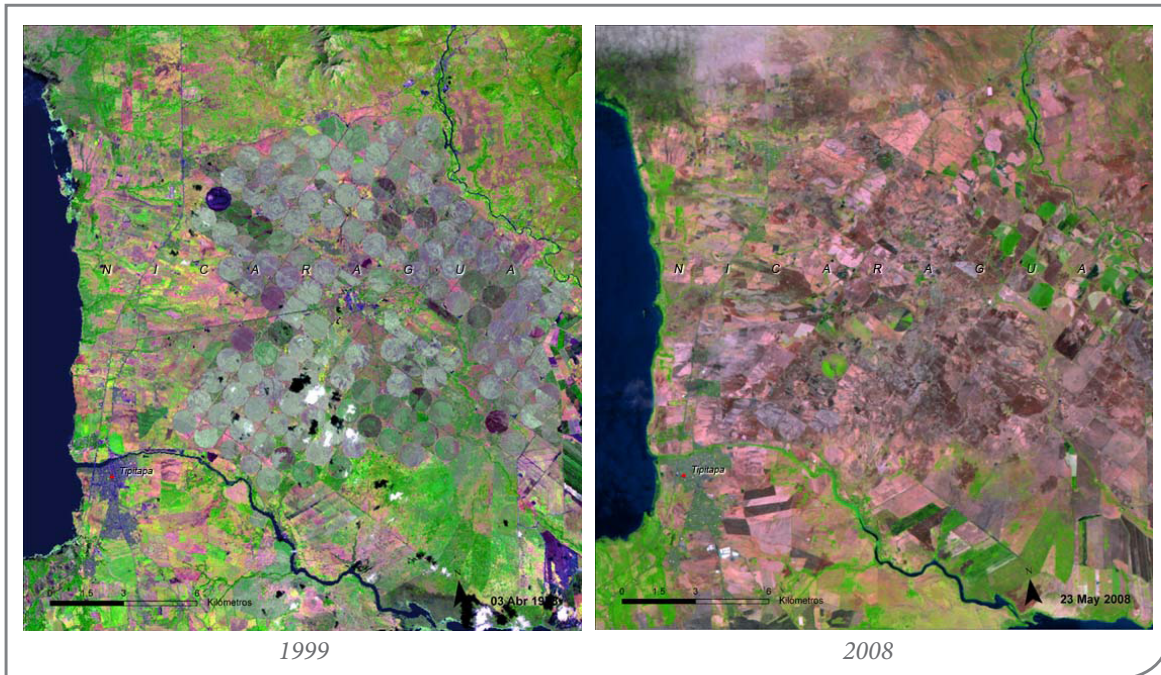 N I C A R A G U A
Tipitapa
0 1.5 3 6
Kilómetros
03 Abr
1999
N I C A R A G U A
Tipitapa
0 1.5 3 6
Kilómetros
N
23 May 2008
2008